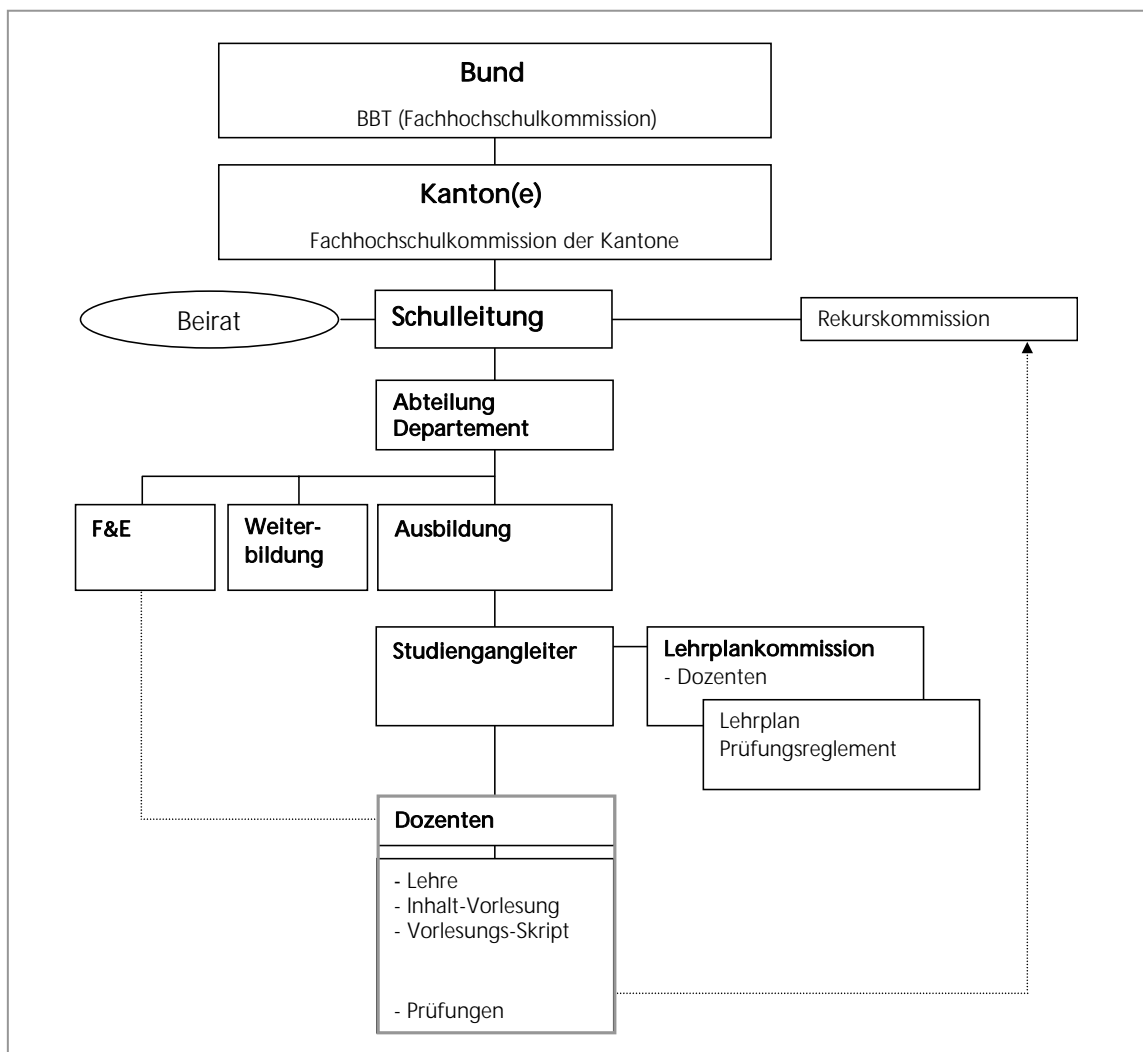 Bund
BBT (Fachhochschulkommission)
Kanton(e)
Fachhochschulkommission der Kantone
Beirat
Schulleitung
Rekurskommission
Abteilung
Departement
F&E
Weiter-
bildung
Ausbildung
Studiengangleiter
Lehrplankommission
- Dozenten
Lehrplan
Prüfungsreglement
Dozenten
- Lehre
- Inhalt-Vorlesung
- Vorlesungs-Skript
- Prüfungen